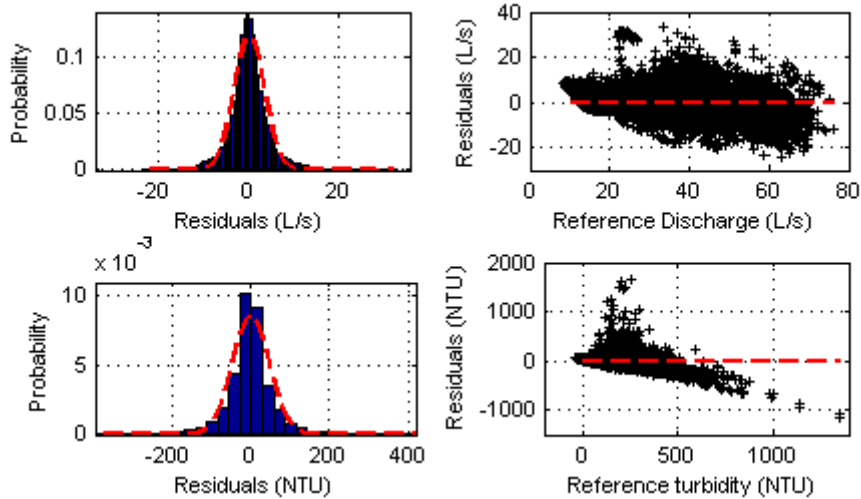 0.1
0.05
0
Probability
-20 0 20
Residuals (L/s)
40
20
0
-20
Residuals (L/s)
0 20 40 60 80
Reference Discharge (L/s)
x 10
-3
10
5
0
Probability
-200 0 200 400
Residuals (NTU)
2000
1000
0
-1000
Residuals (NTU)
0 500 1000
Reference turbidity (NTU)